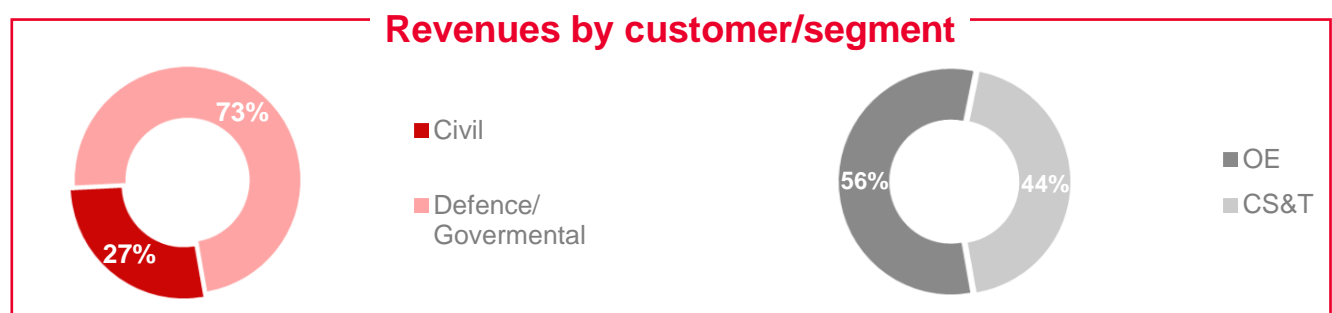 Revenues by customer/segment
73%
27%
Civil
Defence/
Govermental
56%
44%
OE
CS&T